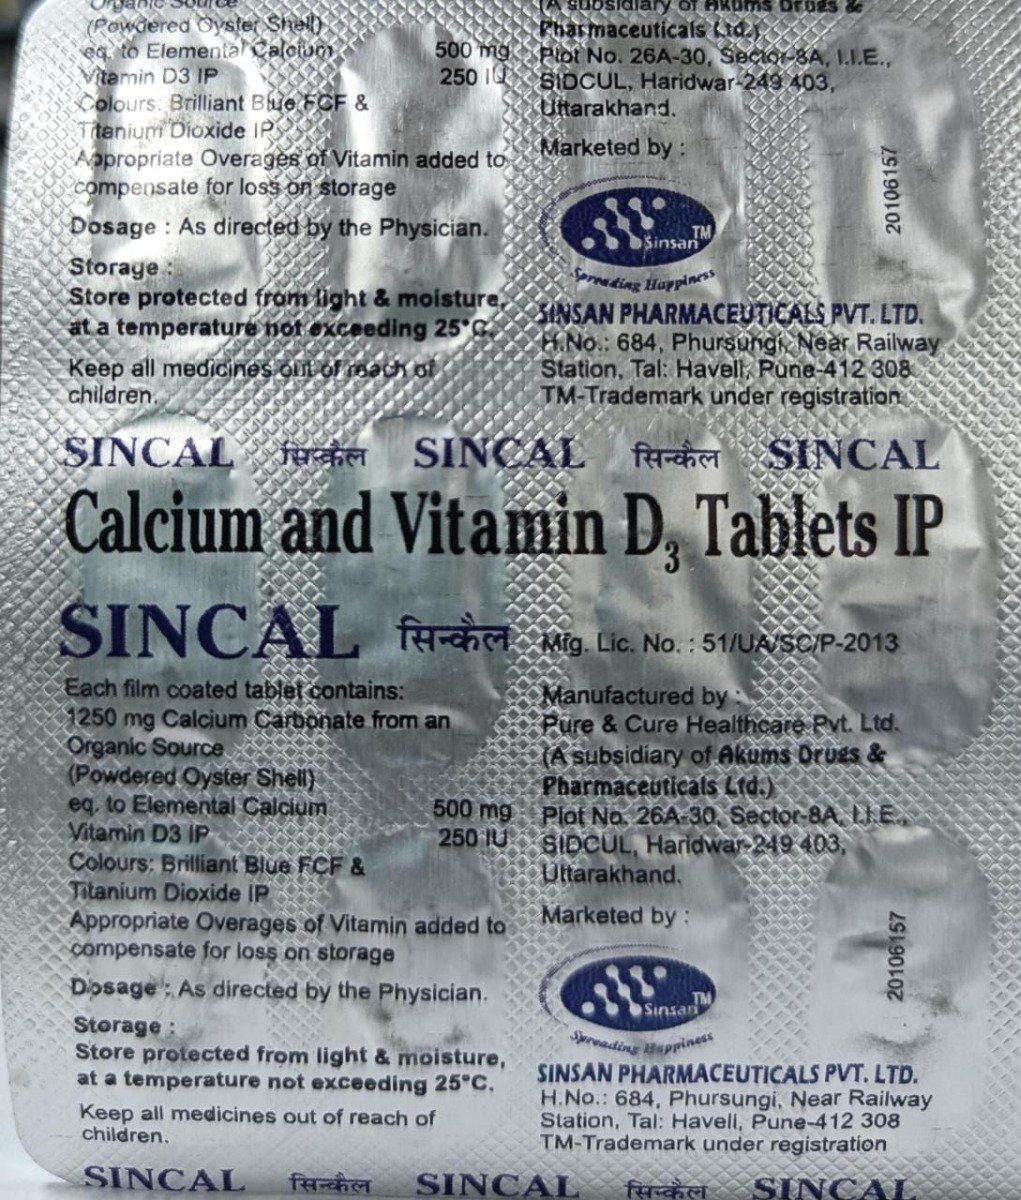 Organic Source
(Powdered Oyster Shell)
eq. to Elemental Calcium 500 mg
Vitamin D3 IP 250 IU
Colours: Brilliant Blue FCF &
Titanium Dioxide IP
Appropriate Overages of Vitamin added to
compensate for loss on storage
Dosage : As directed by the Physician.
Storage :
Store protected from light & moisture,
at a temperature not exceeding 25°C.
Keep all medicines out of reach of
children.
(A subsidiary of Akums Drugs &
Pharmaceuticals Ltd.)
Plot No. 26A-30, Sector-8A, I.I.E.,
SIDCUL, Haridwar-249 403,
Uttarakhand.
Marketed by :
Sinsan TM
Spreading Happiness
SINSAN PHARMACEUTICALS PVT. LTD.
H.No.: 684, Phursungi, Near Railway
Station, Tal: Haveli, Pune-412 308
TM-Trademark under registration
20106157
SINCAL सिन्कैल SINCAL सिन्कैल SINCAL
Calcium and Vitamin D₃ Tablets IP
SINCAL सिन्कैल
Each film coated tablet contains:
1250 mg Calcium Carbonate from an
Organic Source
(Powdered Oyster Shell)
eq. to Elemental Calcium 500 mg
Vitamin D3 IP 250 IU
Colours: Brilliant Blue FCF &
Titanium Dioxide IP
Appropriate Overages of Vitamin added to
compensate for loss on storage
Dosage : As directed by the Physician.
Storage :
Store protected from light & moisture,
at a temperature not exceeding 25°C.
Keep all medicines out of reach of
children.
Mfg. Lic. No. : 51/UA/SC/P-2013
Manufactured by :
Pure & Cure Healthcare Pvt. Ltd.
(A subsidiary of Akums Drugs &
Pharmaceuticals Ltd.)
Plot No. 26A-30, Sector-8A, I.I.E.,
SIDCUL, Haridwar-249 403,
Uttarakhand.
Marketed by :
Sinsan TM
Spreading Happiness
SINSAN PHARMACEUTICALS PVT. LTD.
H.No.: 684, Phursungi, Near Railway
Station, Tal: Haveli, Pune-412 308
TM-Trademark under registration
20106157
SINCAL सिन्कैल SINCAL सिन्कैल SINCAL